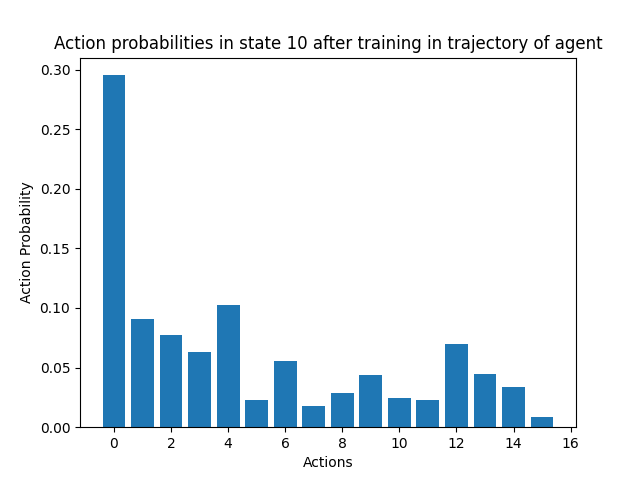 Action probabilities in state 10 after training in trajectory of agent
0.30
0.25
0.20
0.15
0.10
0.05
0.00
Action Probability
0 2 4 6 8 10 12 14 16
Actions